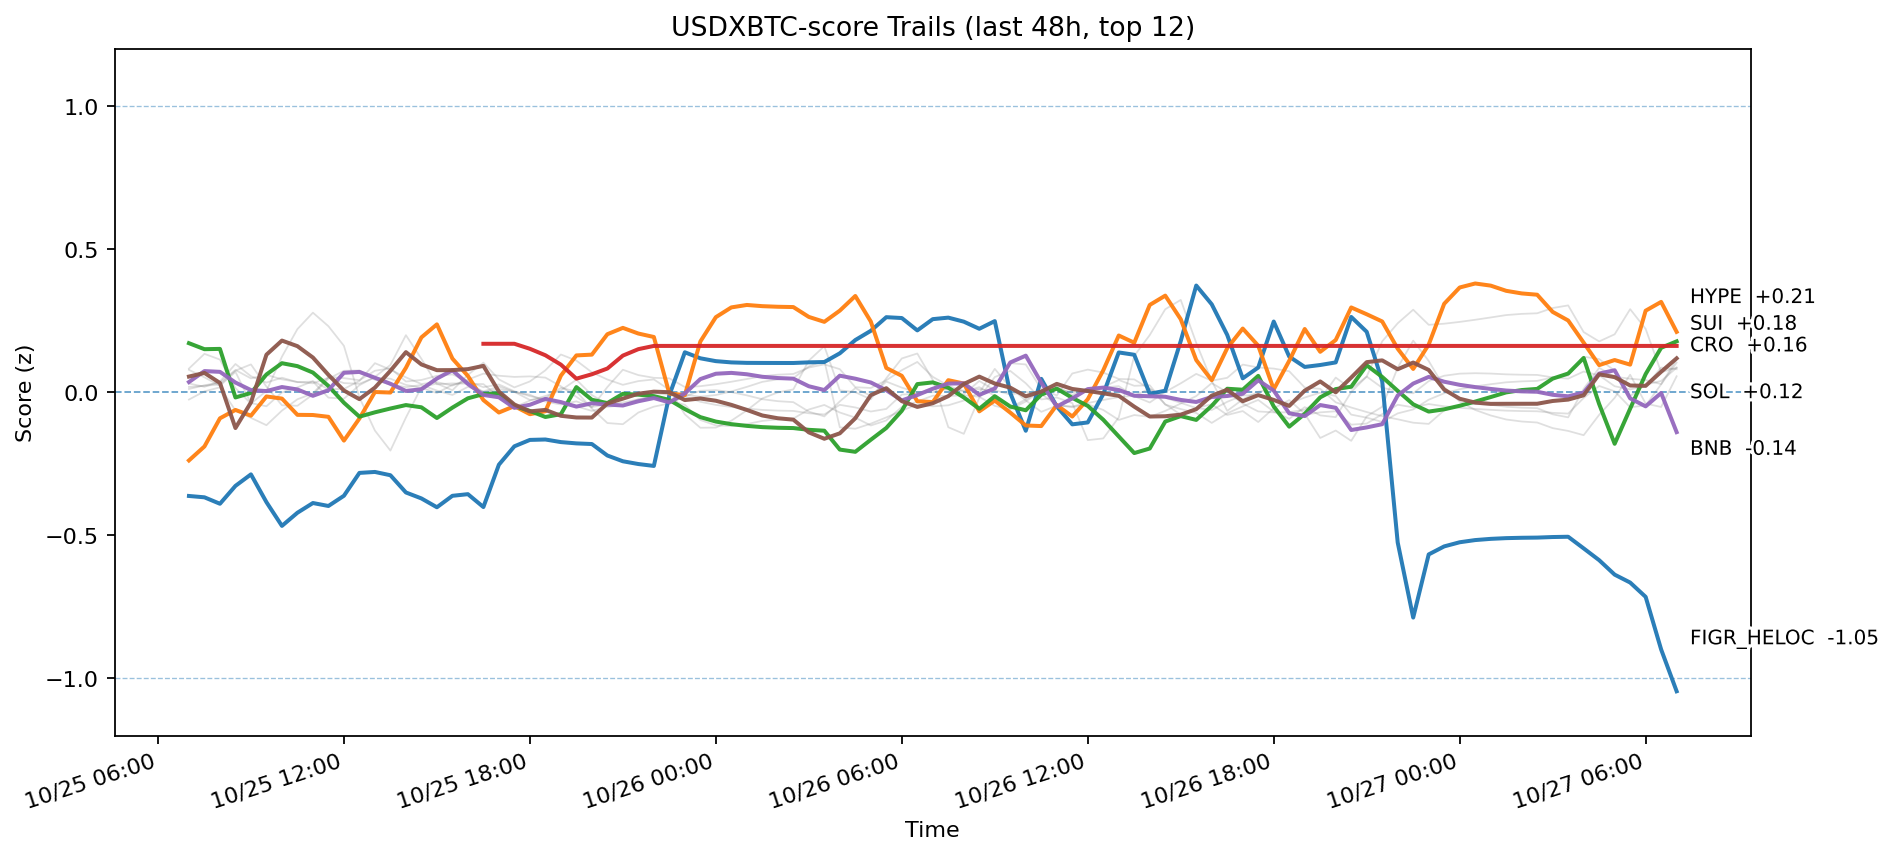 USDXBTC-score Trails (last 48h, top 12)
Score (z)
1.0
0.5
0.0
−0.5
−1.0
HYPE +0.21
SUI +0.18
CRO +0.16
SOL +0.12
BNB -0.14
FIGR_HELOC -1.05
10/25 06:00
10/25 12:00
10/25 18:00
10/26 00:00
10/26 06:00
10/26 12:00
10/26 18:00
10/27 00:00
10/27 06:00
Time